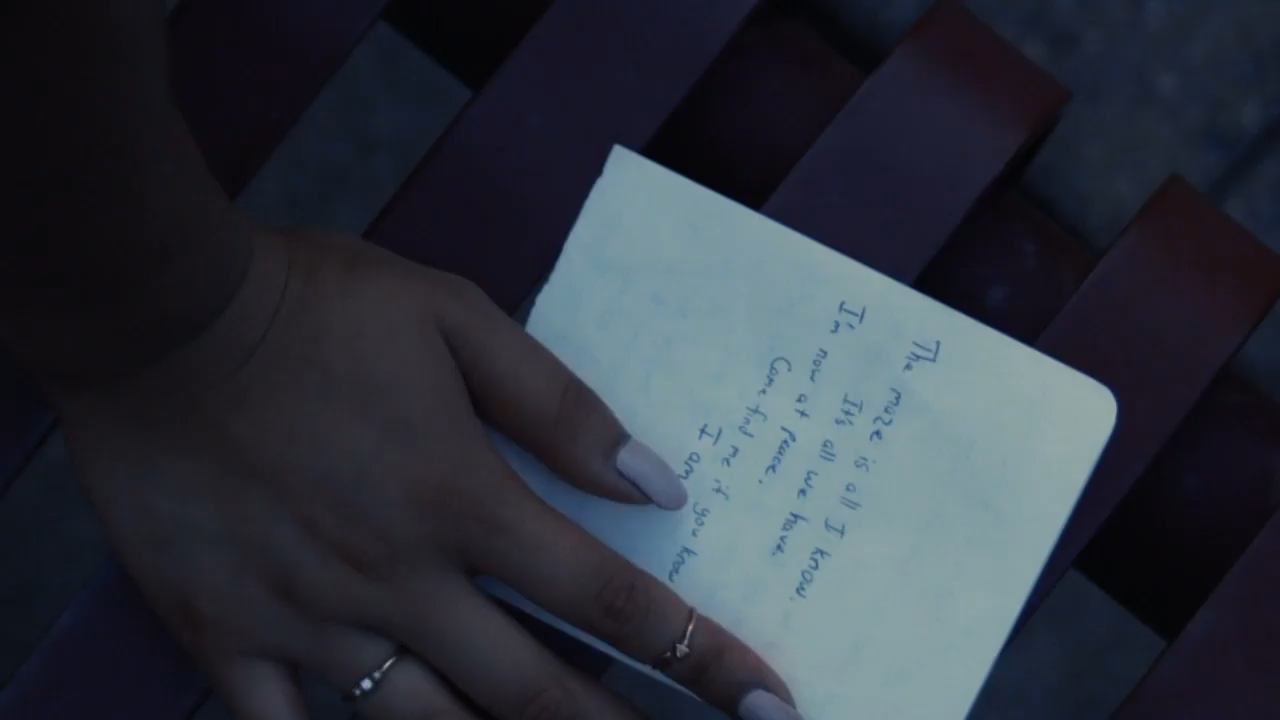 The maze is all I know.
It's all we have.
I'm now at peace.
Come find me if you know
I am